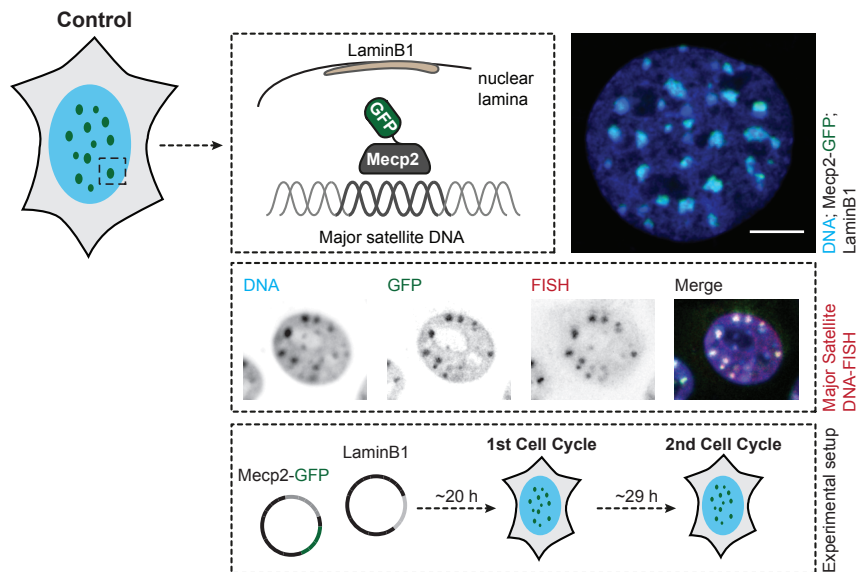 Control
LaminB1
nuclear
lamina
GFP
Mecp2
Major satellite DNA
DNA; Mecp2-GFP;
LaminB1
DNA
GFP
FISH
Merge
Major Satellite
DNA-FISH
Mecp2-GFP
LaminB1
~20 h
1st Cell Cycle
~29 h
2nd Cell Cycle
Experimental setup